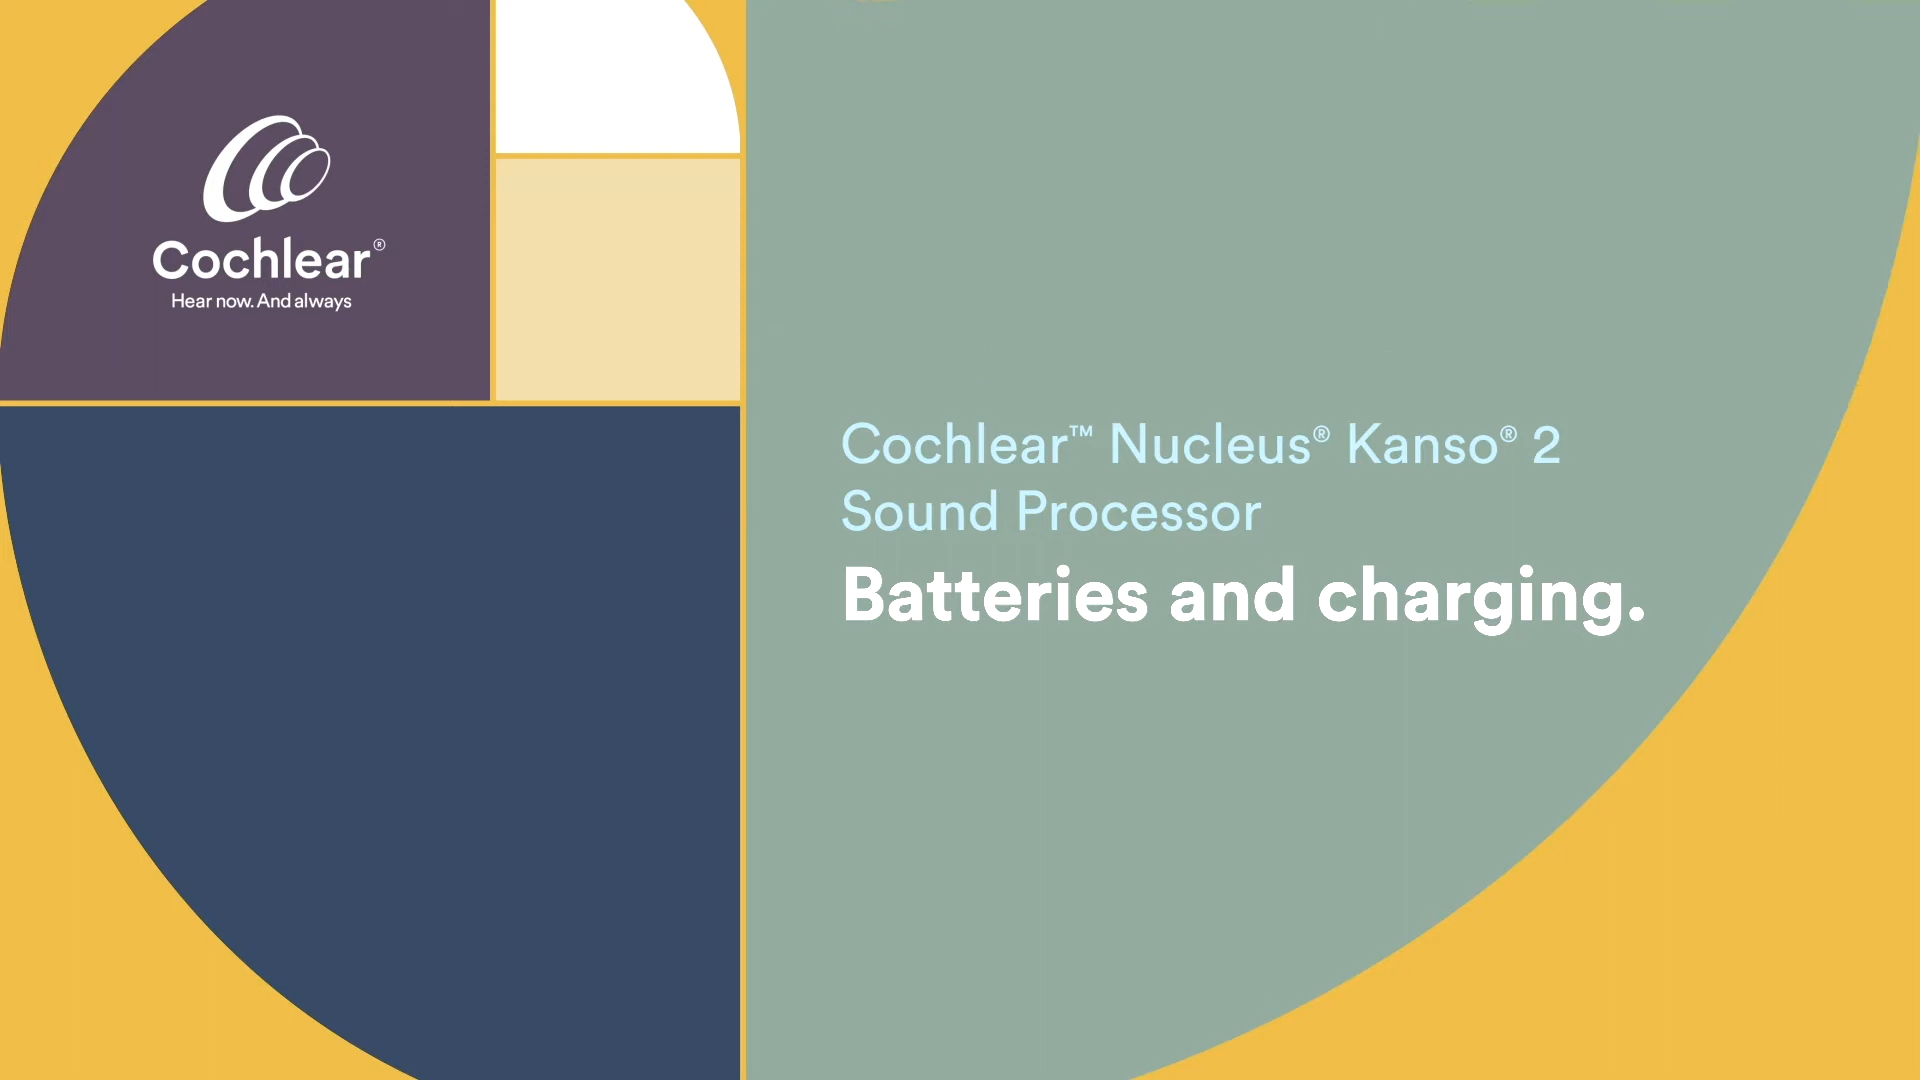 Cochlear®
Hear now. And always
Cochlear™ Nucleus® Kanso® 2
Sound Processor
Batteries and charging.